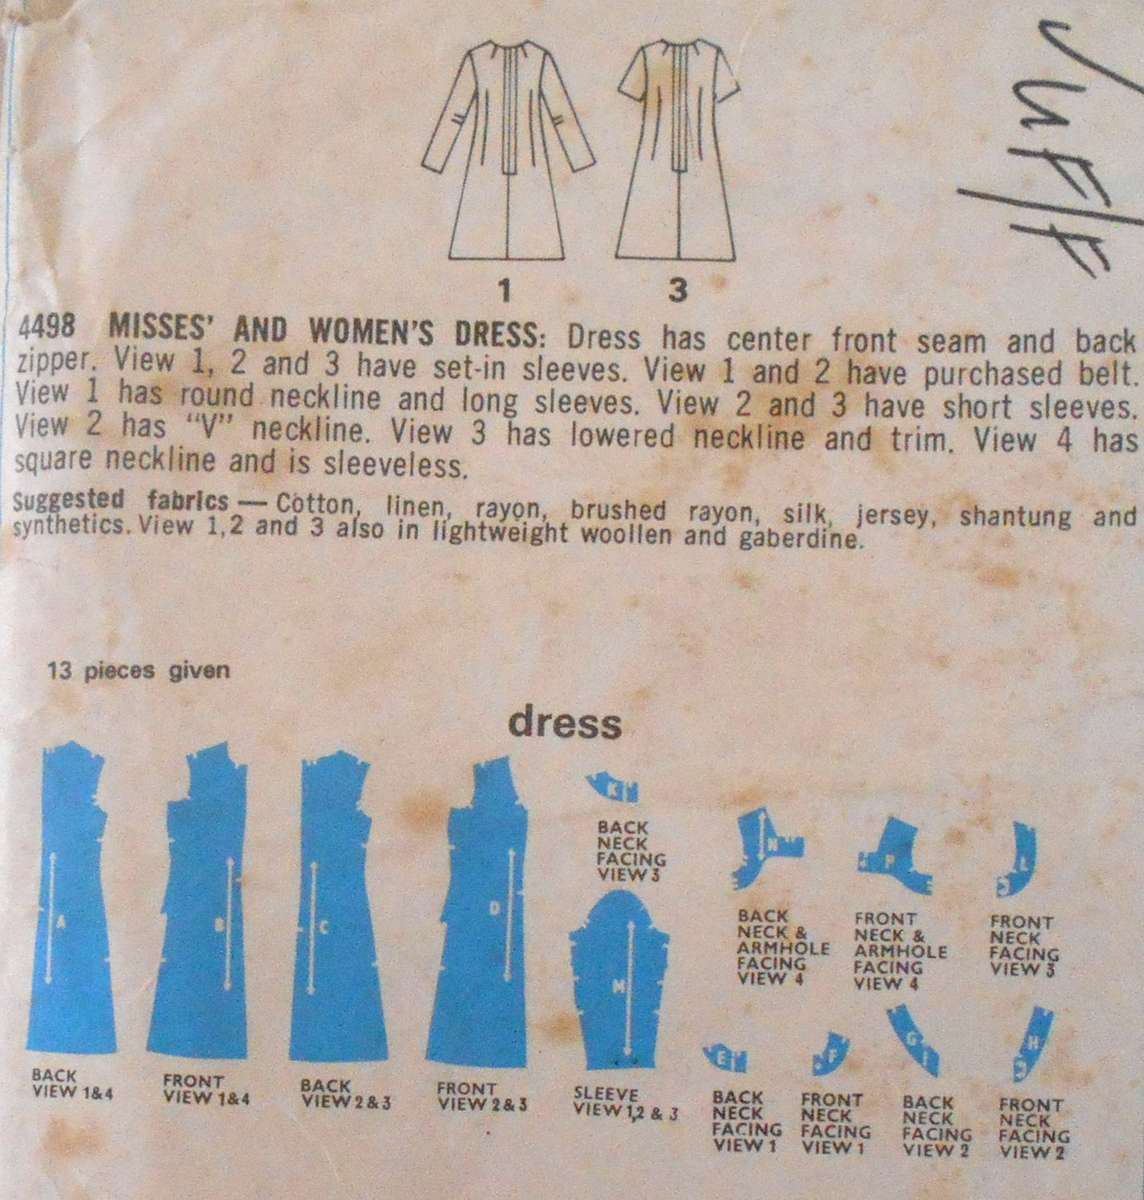 1
3
4498 MISSES' AND WOMEN'S DRESS: Dress has center front seam and back
zipper. View 1, 2 and 3 have set-in sleeves. View 1 and 2 have purchased belt.
View 1 has round neckline and long sleeves. View 2 and 3 have short sleeves.
View 2 has "V" neckline. View 3 has lowered neckline and trim. View 4 has
square neckline and is sleeveless.
Suggested fabrics — Cotton, linen, rayon, brushed rayon, silk, jersey, shantung and
synthetics. View 1,2 and 3 also in lightweight woollen and gaberdine.
13 pieces given
dress
A
BACK
VIEW 1&4
B
FRONT
VIEW 1&4
C
BACK
VIEW 2&3
D
FRONT
VIEW 2&3
K
BACK
NECK
FACING
VIEW 3
M
SLEEVE
VIEW 1,2 & 3
N
BACK
NECK &
ARMHOLE
FACING
VIEW 4
P
FRONT
NECK &
ARMHOLE
FACING
VIEW 4
L
FRONT
NECK
FACING
VIEW 3
E
BACK
NECK
FACING
VIEW 1
F
FRONT
NECK
FACING
VIEW 1
G
BACK
NECK
FACING
VIEW 2
H
FRONT
NECK
FACING
VIEW 2